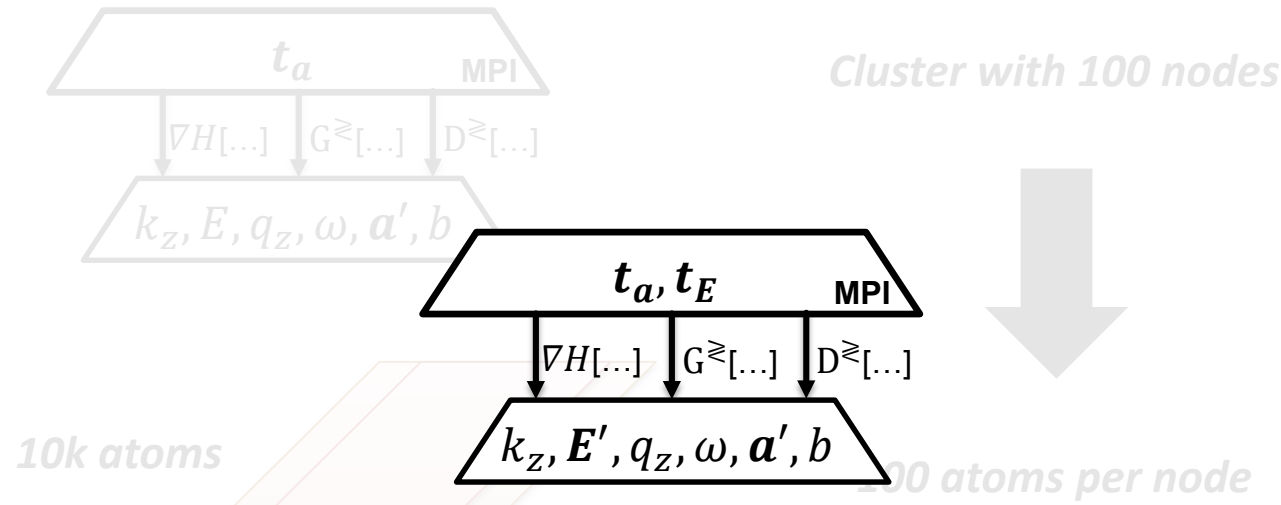 t_a MPI
Cluster with 100 nodes
∇H[…] G^≷[…] D^≷[…]
k_z, E, q_z, ω, a′, b
t_a, t_E MPI
∇H[…] G^≷[…] D^≷[…]
10k atoms
k_z, E′, q_z, ω, a′, b
100 atoms per node